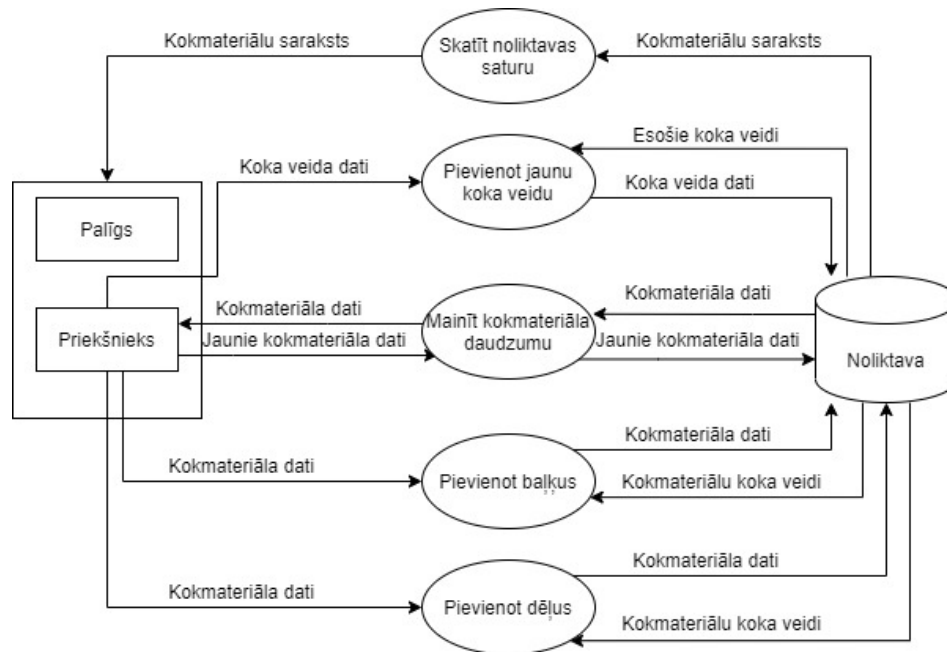 Kokmateriālu saraksts
Skatīt noliktavas
saturu
Kokmateriālu saraksts
Koka veida dati
Pievienot jaunu
koka veidu
Esošie koka veidi
Koka veida dati
Palīgs
Priekšnieks
Kokmateriāla dati
Jaunie kokmateriāla dati
Mainīt kokmateriāla
daudzumu
Kokmateriāla dati
Jaunie kokmateriāla dati
Noliktava
Kokmateriāla dati
Pievienot baļķus
Kokmateriāla dati
Kokmateriālu koka veidi
Kokmateriāla dati
Pievienot dēļus
Kokmateriāla dati
Kokmateriālu koka veidi